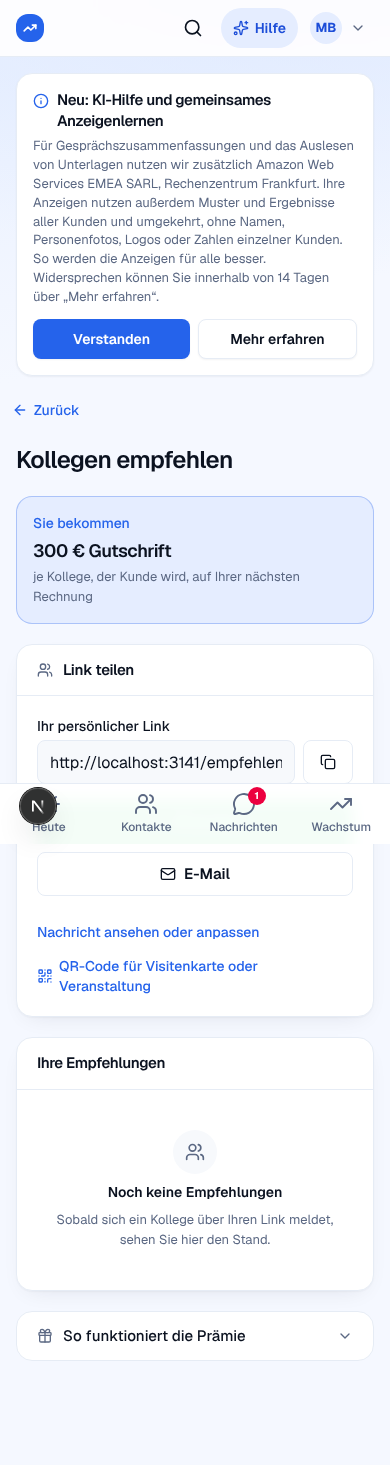 Hilfe
MB
Neu: KI-Hilfe und gemeinsames
Anzeigenlernen
Für Gesprächszusammenfassungen und das Auslesen
von Unterlagen nutzen wir zusätzlich Amazon Web
Services EMEA SARL, Rechenzentrum Frankfurt. Ihre
Anzeigen nutzen außerdem Muster und Ergebnisse
aller Kunden und umgekehrt, ohne Namen,
Personenfotos, Logos oder Zahlen einzelner Kunden.
So werden die Anzeigen für alle besser.
Widersprechen können Sie innerhalb von 14 Tagen
über „Mehr erfahren“.
Verstanden
Mehr erfahren
Zurück
Kollegen empfehlen
Sie bekommen
300 € Gutschrift
je Kollege, der Kunde wird, auf Ihrer nächsten
Rechnung
Link teilen
Ihr persönlicher Link
http://localhost:3141/empfehlen
N
1
Heute
Kontakte
Nachrichten
Wachstum
E-Mail
Nachricht ansehen oder anpassen
QR-Code für Visitenkarte oder
Veranstaltung
Ihre Empfehlungen
Noch keine Empfehlungen
Sobald sich ein Kollege über Ihren Link meldet,
sehen Sie hier den Stand.
So funktioniert die Prämie